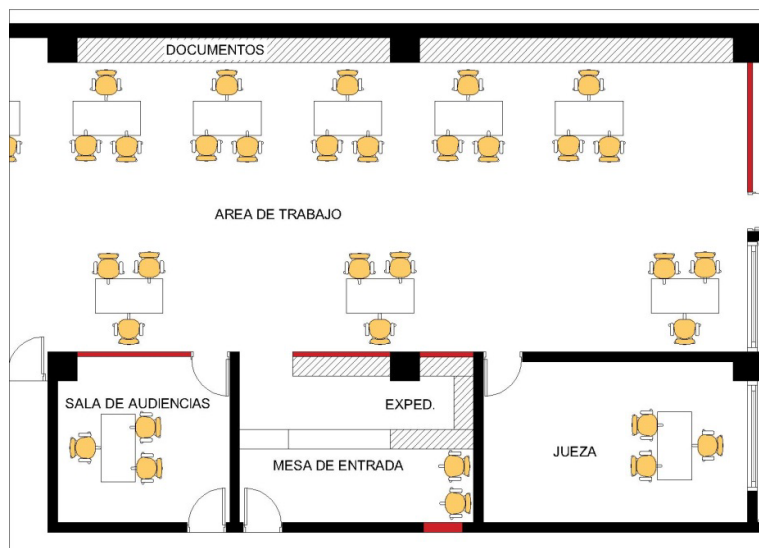 DOCUMENTOS
AREA DE TRABAJO
SALA DE AUDIENCIAS
EXPED.
MESA DE ENTRADA
JUEZA